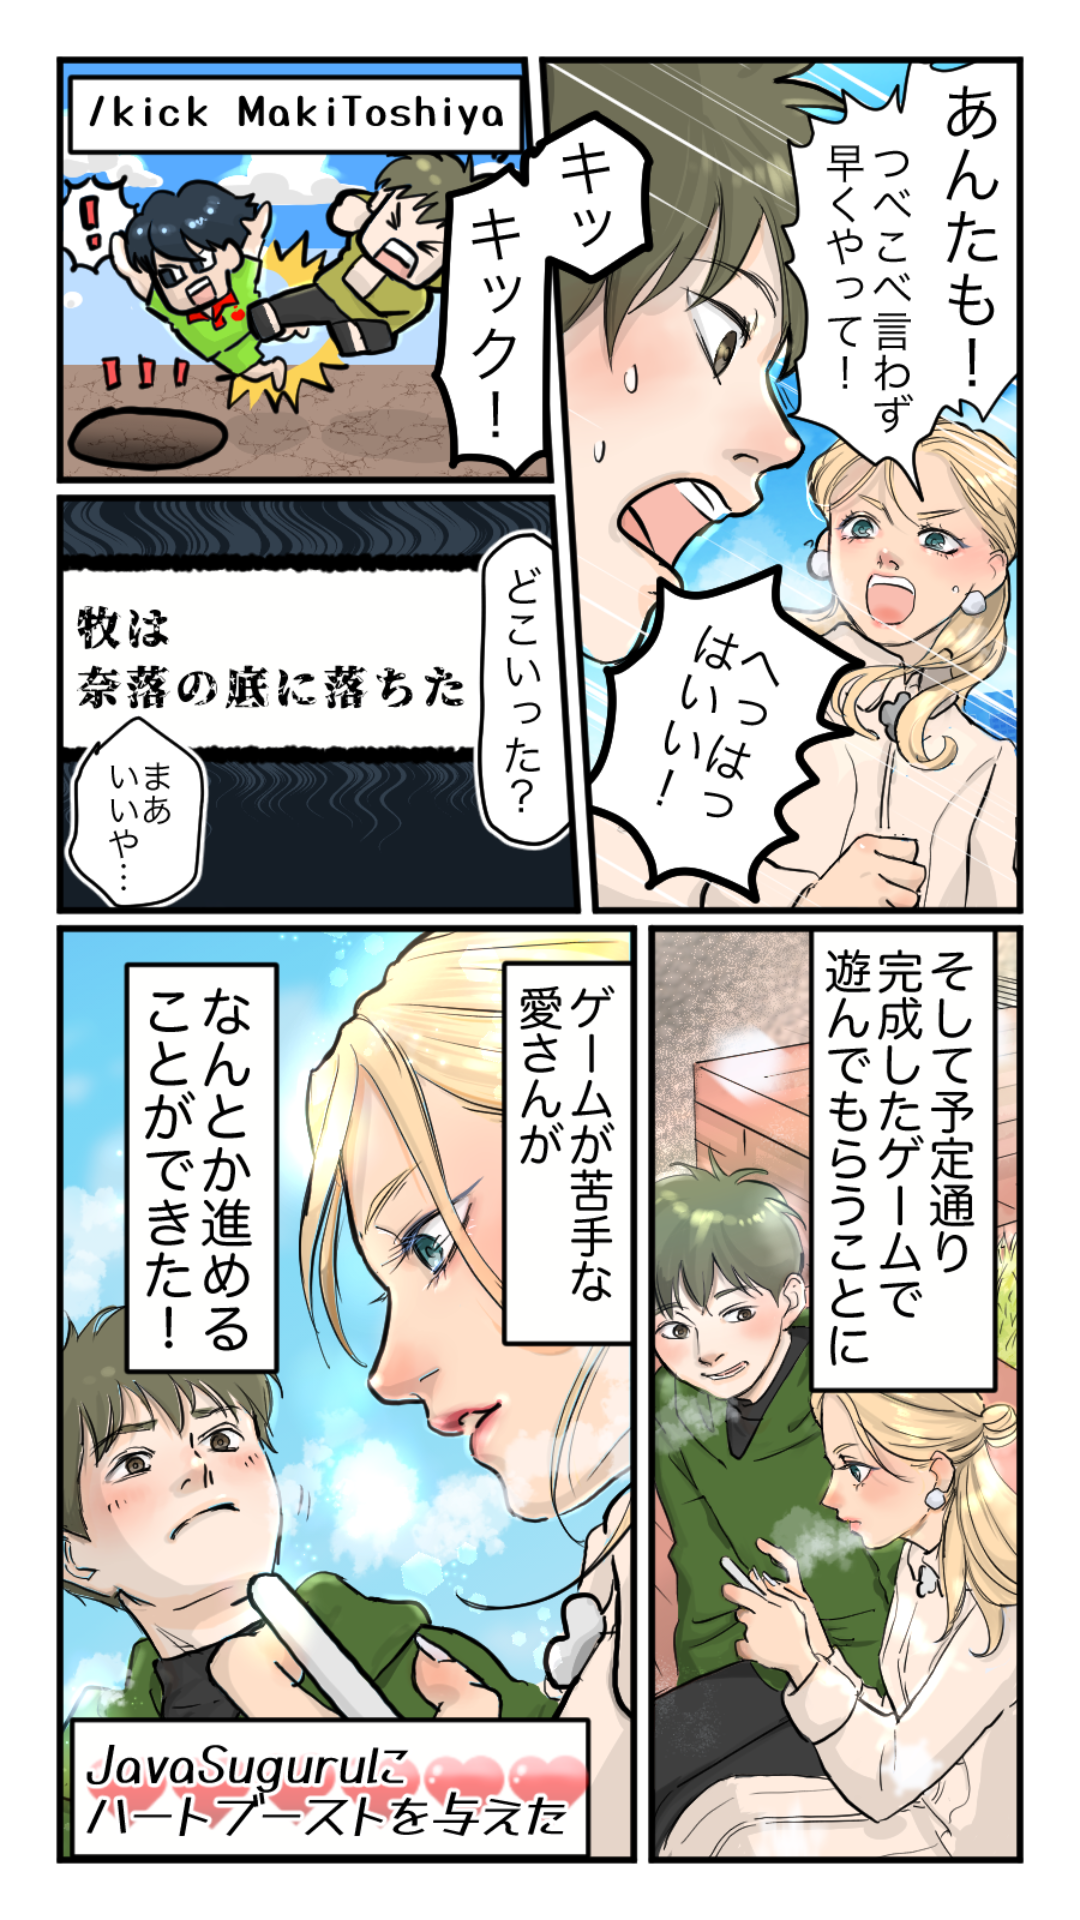 あんたも！
つべこべ言わず
早くやって！
へっはっ
はいい！
キッ
キック！
/kick MakiToshiya
！
どこいった？
牧は
奈落の底に落ちた
まあ
いいや…
そして予定通り
完成したゲームで
遊んでもらうことに
ゲームが苦手な
愛さんが
なんとか進める
ことができた！
JavaSuguruに
ハートブーストを与えた